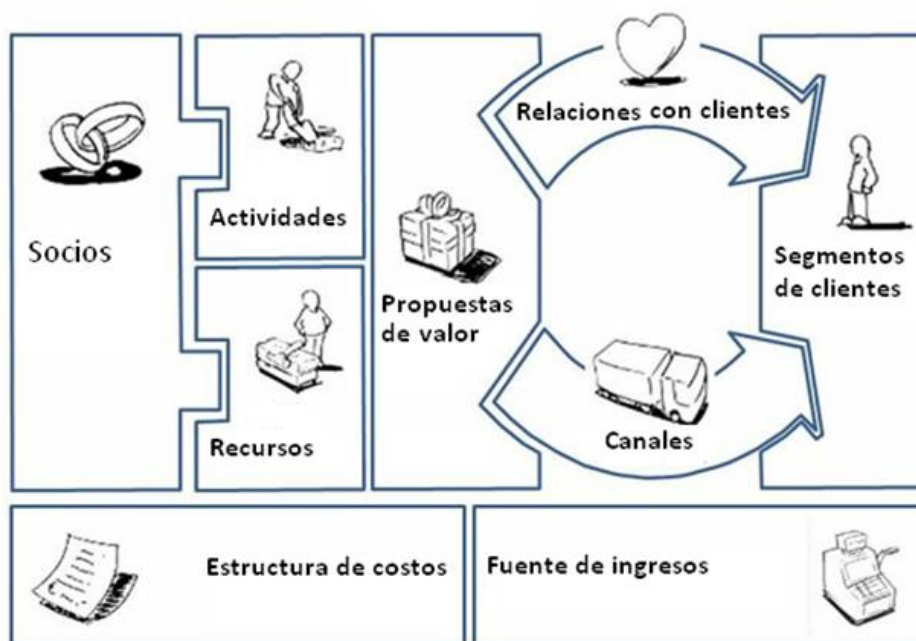 Relaciones con clientes
Actividades
Socios
Segmentos
de clientes
Propuestas
de valor
Recursos
Canales
Estructura de costos
Fuente de ingresos